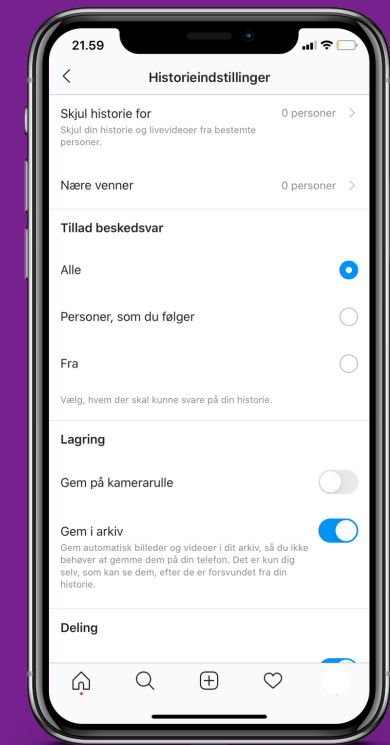 21.59
Historieindstillinger
Skjul historie for 0 personer
Skjul din historie og livevideoer fra bestemte
personer.
Nære venner 0 personer
Tillad beskedsvar
Alle
Personer, som du følger
Fra
Vælg, hvem der skal kunne svare på din historie.
Lagring
Gem på kamerarulle
Gem i arkiv
Gem automatisk billeder og videoer i dit arkiv, så du ikke
behøver at gemme dem på din telefon. Det er kun dig
selv, som kan se dem, efter de er forsvundet fra din
historie.
Deling